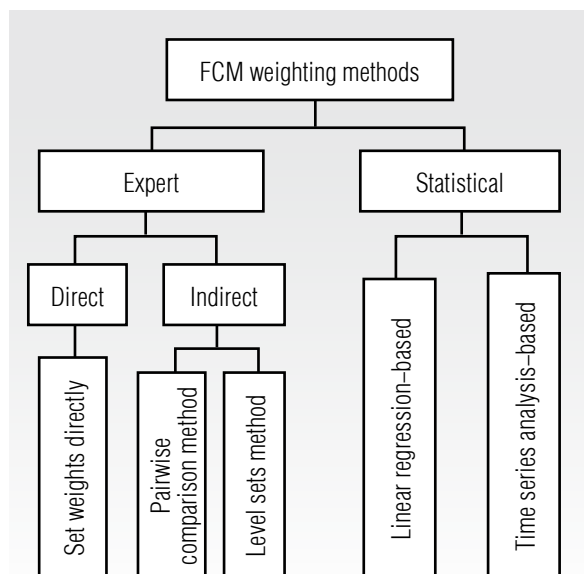 FCM weighting methods
Expert
Statistical
Direct
Indirect
Set weights directly
Pairwise
comparison method
Level sets method
Linear regression–based
Time series analysis–based